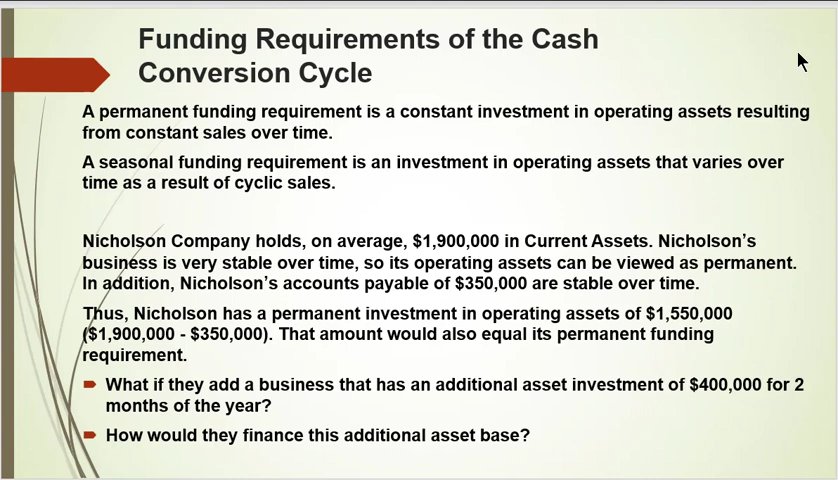 Funding Requirements of the Cash
Conversion Cycle
A permanent funding requirement is a constant investment in operating assets resulting
from constant sales over time.
A seasonal funding requirement is an investment in operating assets that varies over
time as a result of cyclic sales.
Nicholson Company holds, on average, $1,900,000 in Current Assets. Nicholson’s
business is very stable over time, so its operating assets can be viewed as permanent.
In addition, Nicholson’s accounts payable of $350,000 are stable over time.
Thus, Nicholson has a permanent investment in operating assets of $1,550,000
($1,900,000 - $350,000). That amount would also equal its permanent funding
requirement.
What if they add a business that has an additional asset investment of $400,000 for 2
months of the year?
How would they finance this additional asset base?